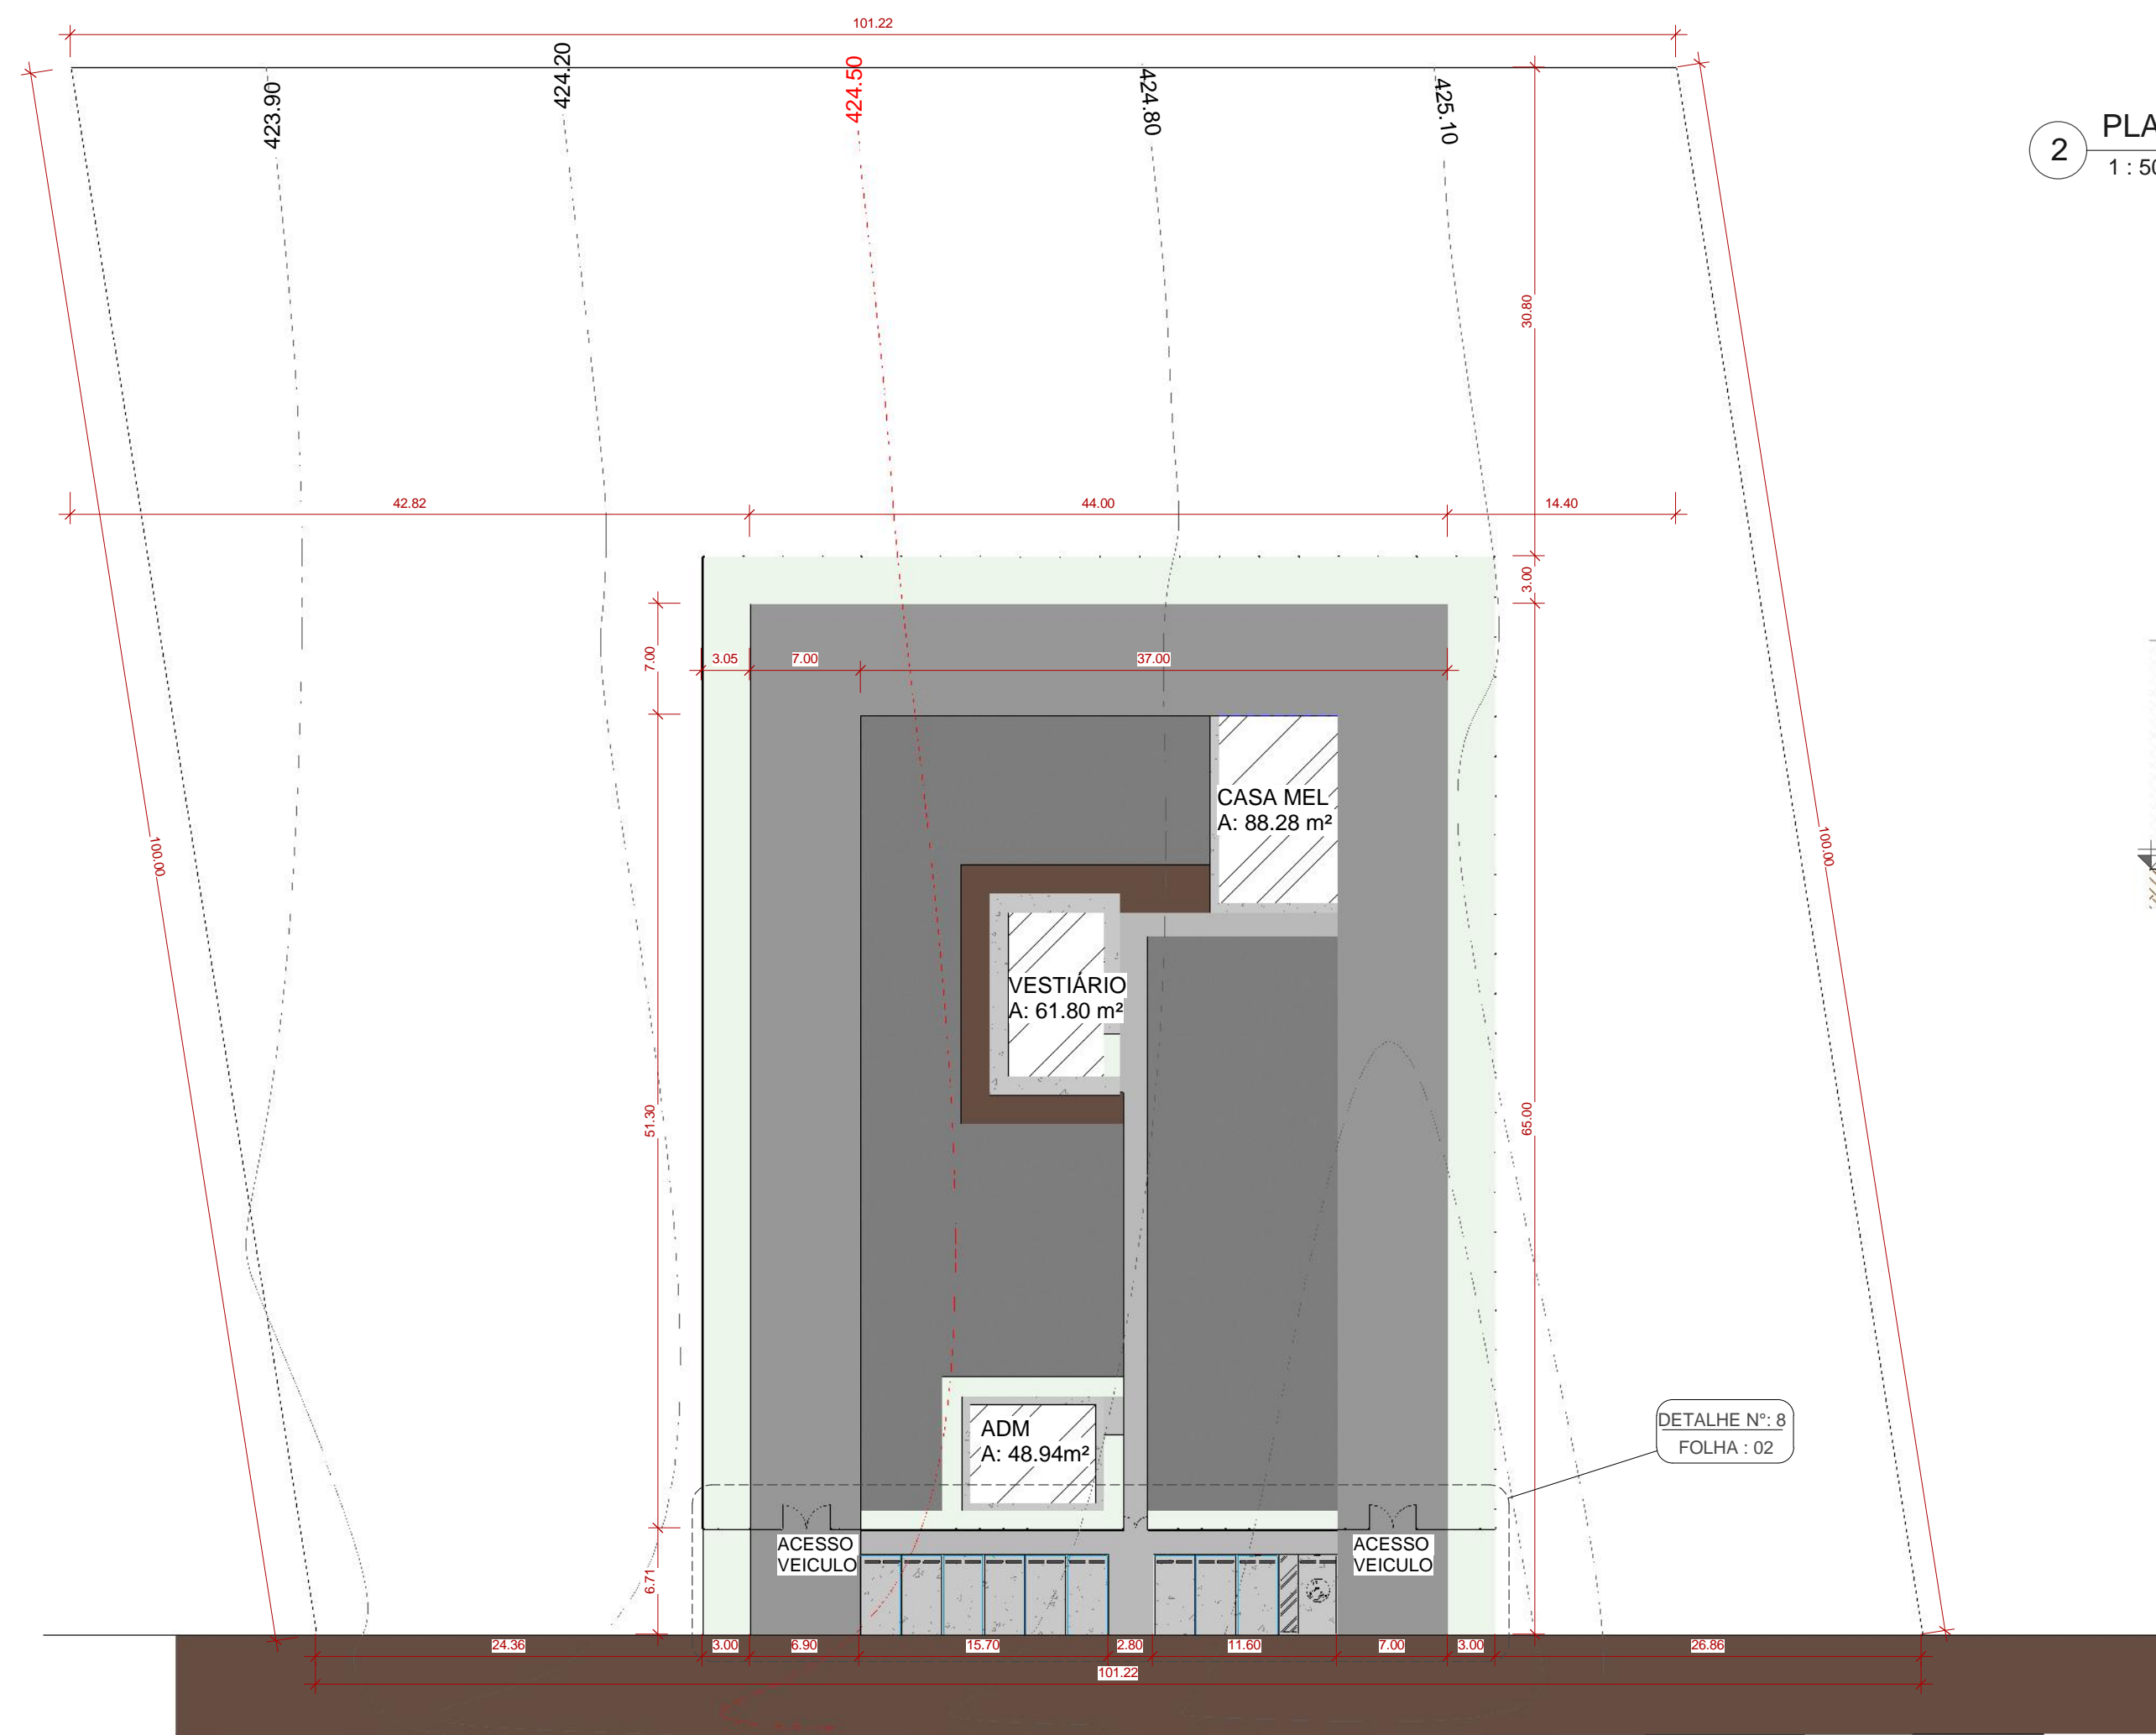 101.22
423.90
424.20
424.50
424.80
425.10
2
PLA
1 : 50
30.80
42.82
44.00
14.40
3.00
7.00
3.05
7.00
37.00
CASA MEL
A: 88.28 m²
100.00
100.00
VESTIÁRIO
A: 61.80 m²
51.30
65.00
ADM
A: 48.94m²
DETALHE N°: 8
FOLHA : 02
ACESSO
VEICULO
ACESSO
VEICULO
6.71
24.36
3.00
6.90
15.70
2.80
11.60
7.00
3.00
26.86
101.22